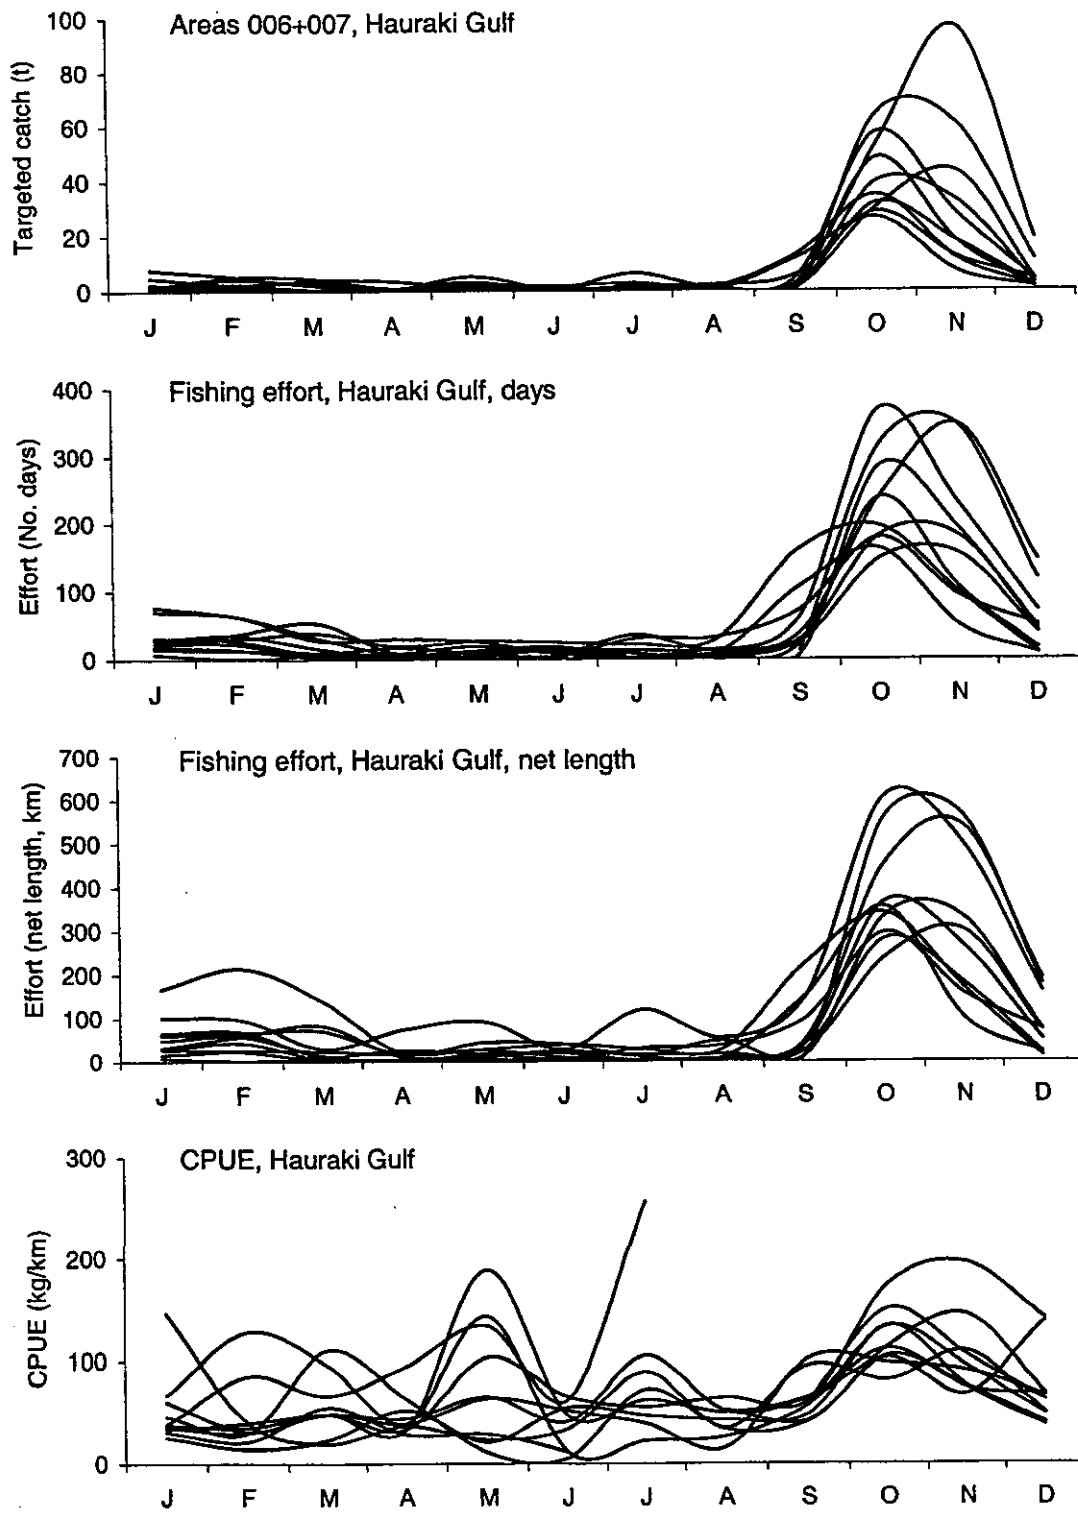 Areas 006+007, Hauraki Gulf
Targeted catch (t)
100
80
60
40
20
0
J F M A M J J A S O N D
Fishing effort, Hauraki Gulf, days
Effort (No. days)
400
300
200
100
0
J F M A M J J A S O N D
Fishing effort, Hauraki Gulf, net length
Effort (net length, km)
700
600
500
400
300
200
100
0
J F M A M J J A S O N D
CPUE, Hauraki Gulf
CPUE (kg/km)
300
200
100
0
J F M A M J J A S O N D